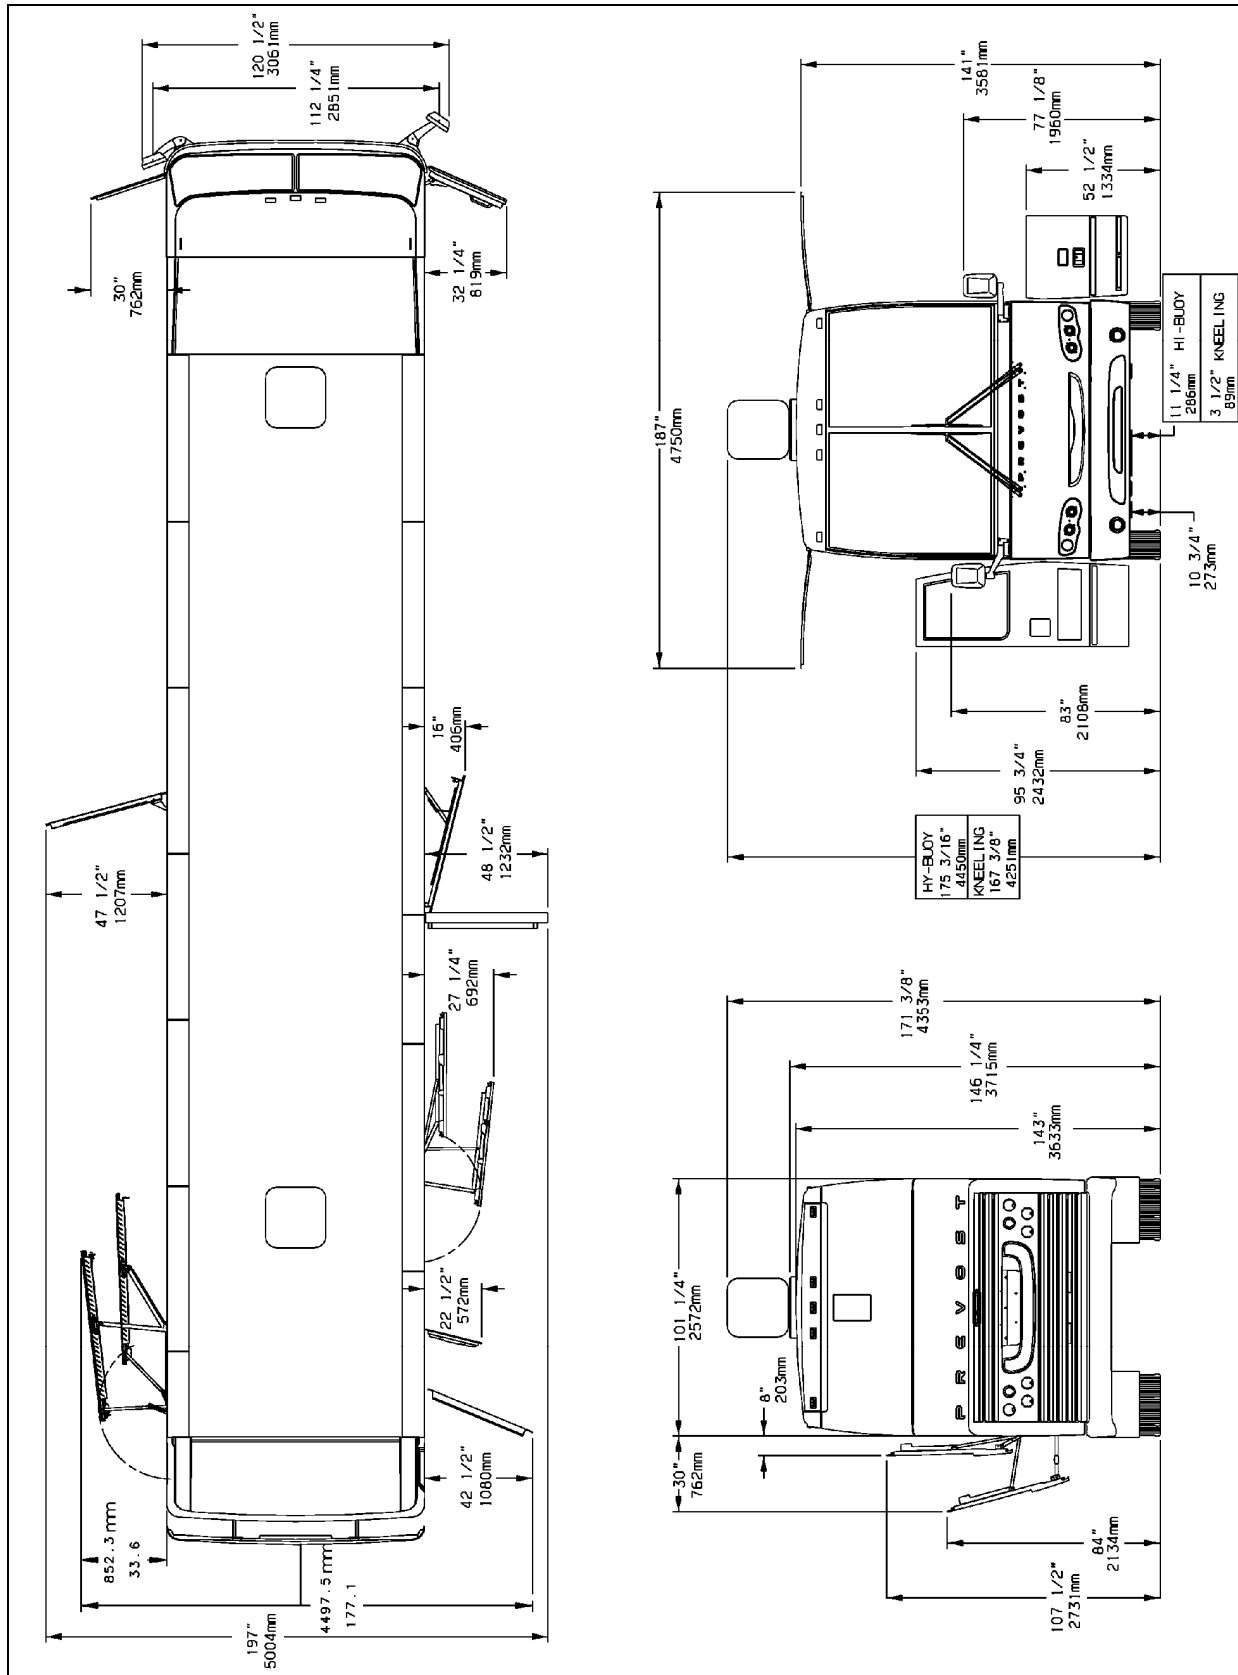 120 1/2"
3061mm
112 1/4"
2851mm
30"
762mm
32 1/4"
819mm
16"
406mm
47 1/2"
1207mm
48 1/2"
1232mm
27 1/4"
692mm
22 1/2"
572mm
42 1/2"
1080mm
852.3 mm
33.6
4497.5 mm
177.1
197"
5004mm
141"
3581mm
77 1/8"
1960mm
52 1/2"
1334mm
187"
4750mm
PREVOST
11 1/4" HI-BUOY
286mm
3 1/2" KNEELING
89mm
10 3/4"
273mm
83"
2108mm
95 3/4"
2432mm
HY-BUOY
175 3/16"
4450mm
KNEELING
167 3/8"
4251mm
171 3/8"
4353mm
146 1/4"
3715mm
143"
3633mm
101 1/4"
2572mm
8"
203mm
30"
762mm
PREVOST
84"
2134mm
107 1/2"
2731mm